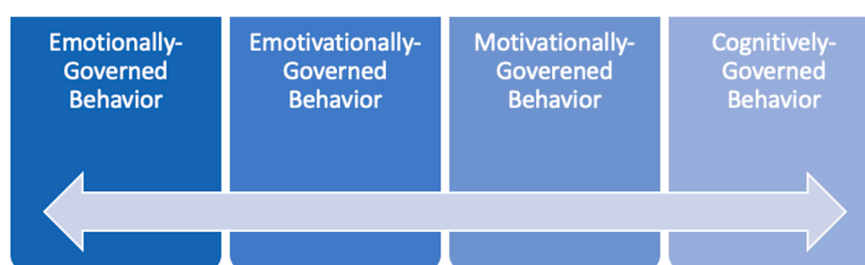 Emotionally-
Governed
Behavior
Emotivationally-
Governed
Behavior
Motivationally-
Goverened
Behavior
Cognitively-
Governed
Behavior